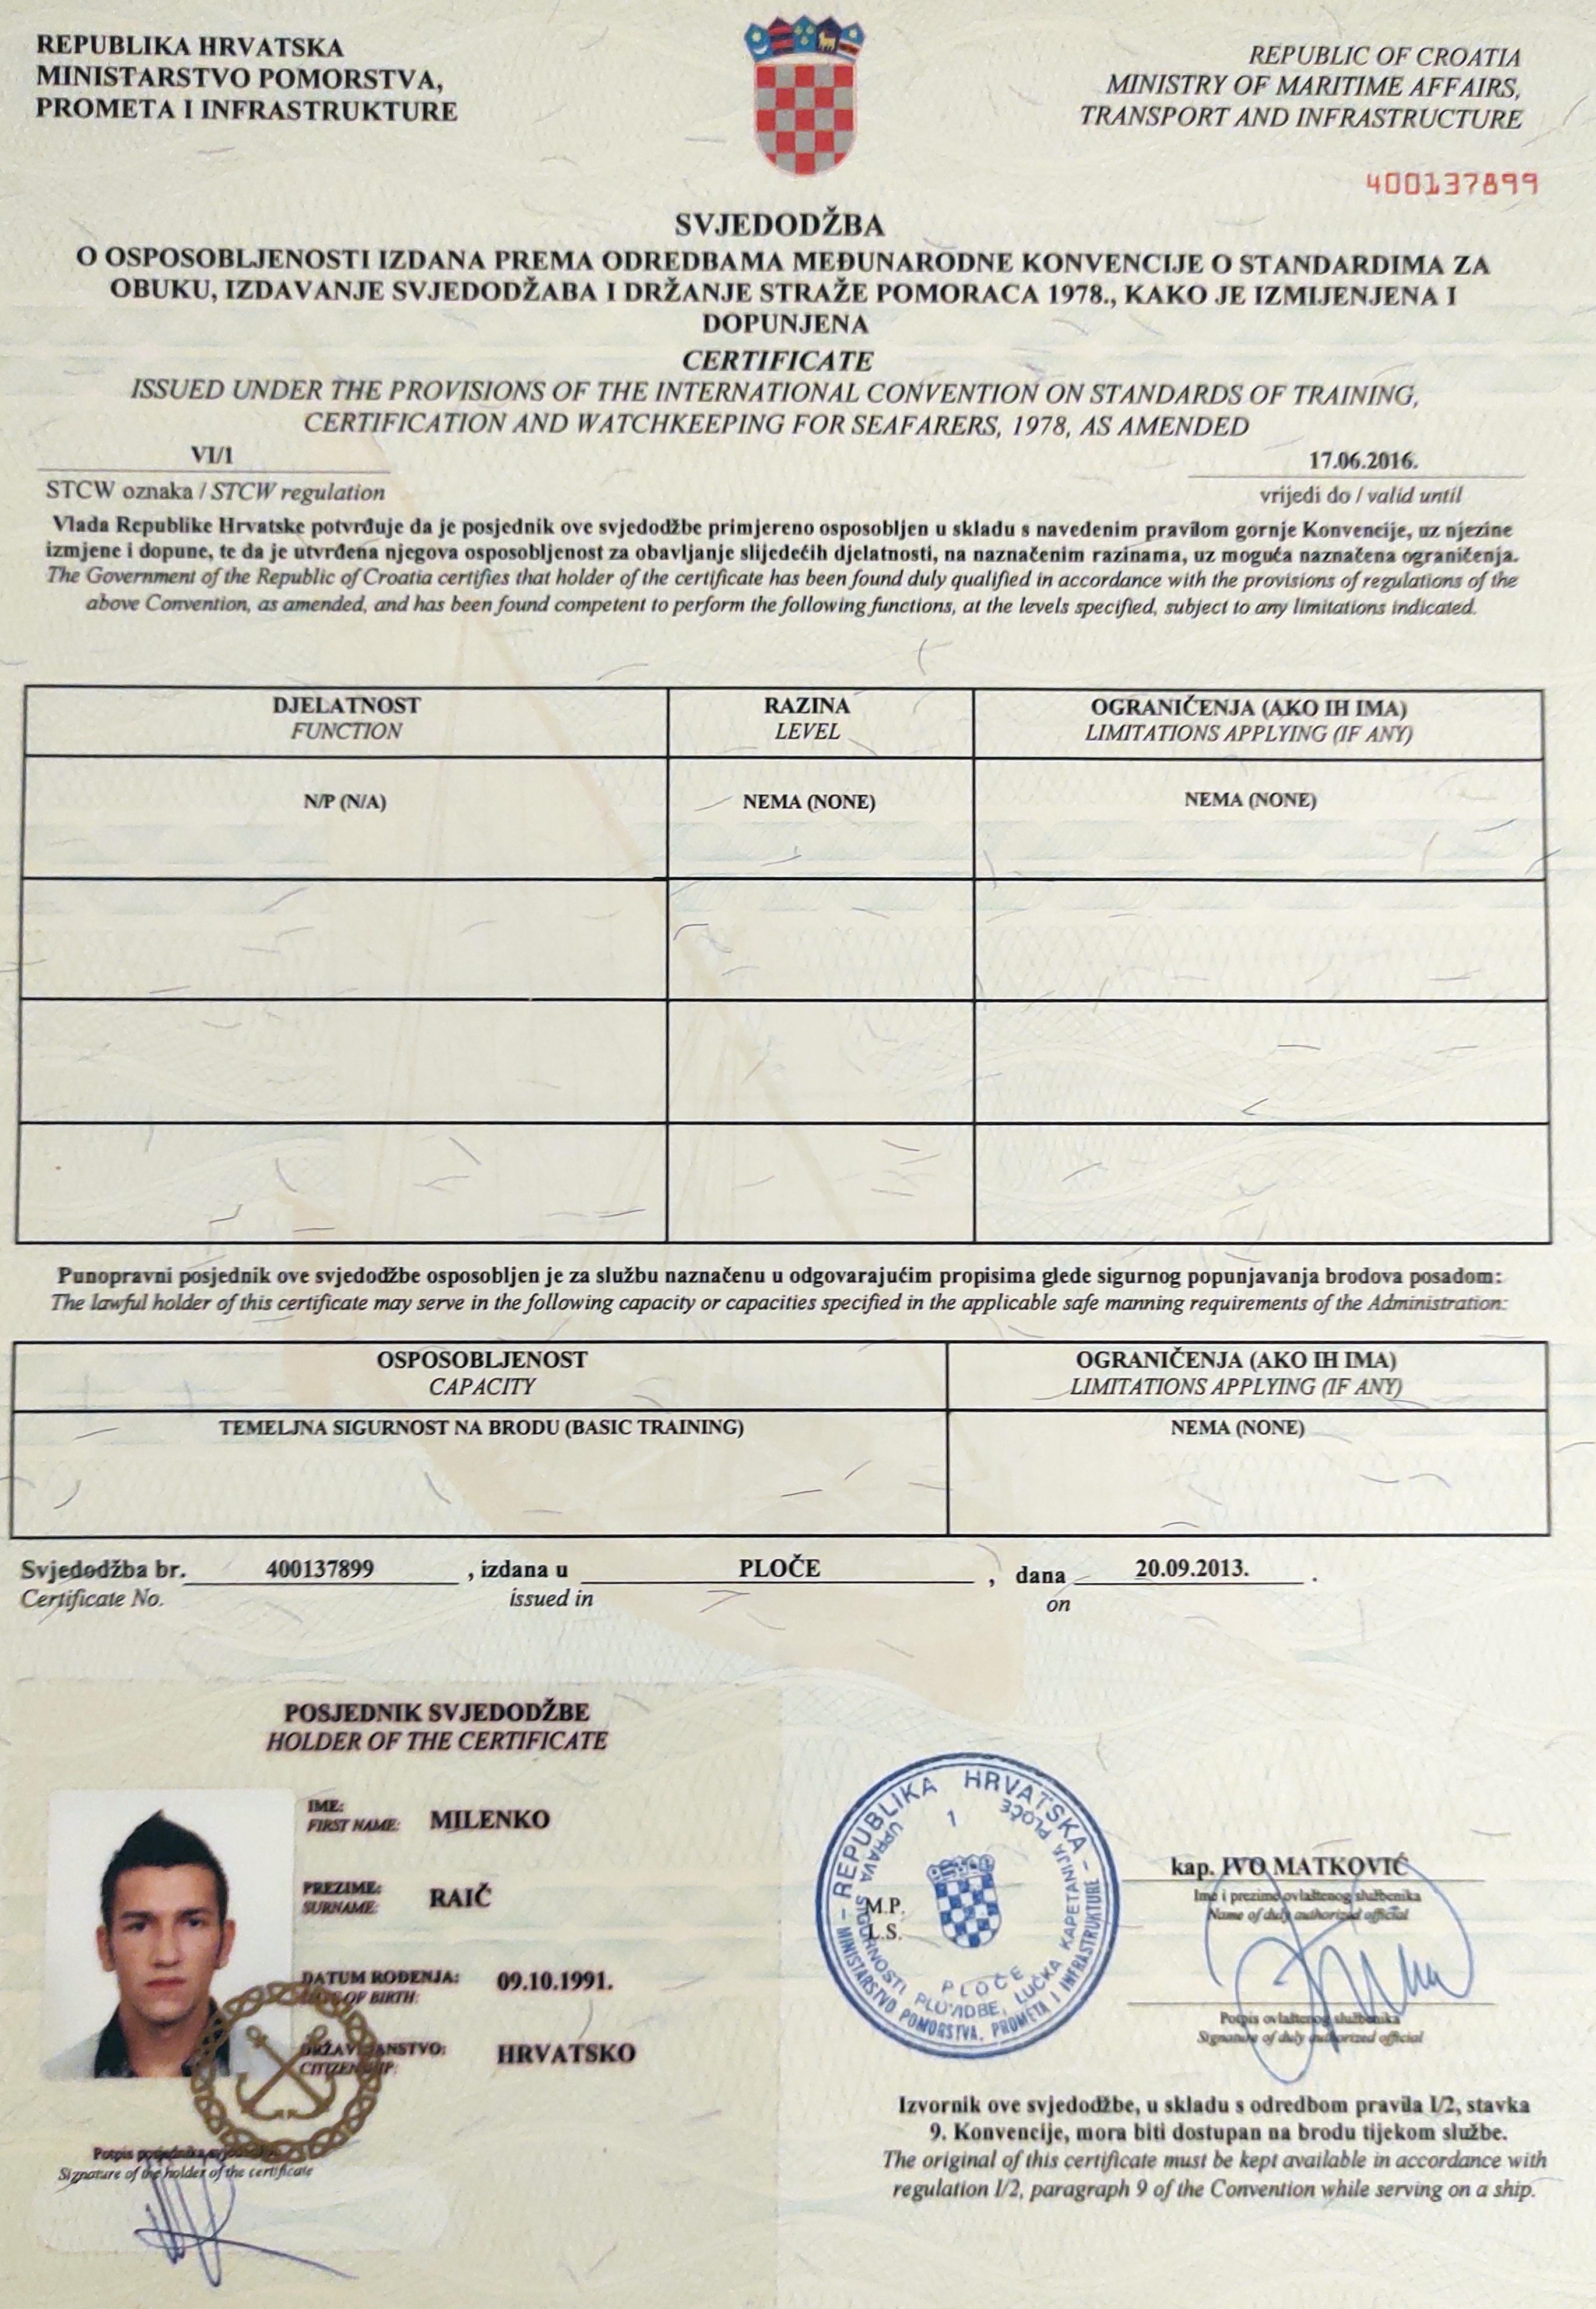 REPUBLIKA HRVATSKA
MINISTARSTVO POMORSTVA,
PROMETA I INFRASTRUKTURE
REPUBLIC OF CROATIA
MINISTRY OF MARITIME AFFAIRS,
TRANSPORT AND INFRASTRUCTURE
400137899
SVJEDODŽBA
O OSPOSOBLJENOSTI IZDANA PREMA ODREDBAMA MEĐUNARODNE KONVENCIJE O STANDARDIMA ZA
OBUKU, IZDAVANJE SVJEDODŽABA I DRŽANJE STRAŽE POMORACA 1978., KAKO JE IZMIJENJENA I
DOPUNJENA
CERTIFICATE
ISSUED UNDER THE PROVISIONS OF THE INTERNATIONAL CONVENTION ON STANDARDS OF TRAINING,
CERTIFICATION AND WATCHKEEPING FOR SEAFARERS, 1978, AS AMENDED
VI/1
17.06.2016.
STCW oznaka / STCW regulation
vrijedi do / valid until
Vlada Republike Hrvatske potvrđuje da je posjednik ove svjedodžbe primjereno osposobljen u skladu s navedenim pravilom gornje Konvencije, uz njezine
izmjene i dopune, te da je utvrđena njegova osposobljenost za obavljanje slijedećih djelatnosti, na naznačenim razinama, uz moguća naznačena ograničenja.
The Government of the Republic of Croatia certifies that holder of the certificate has been found duly qualified in accordance with the provisions of regulations of the
above Convention, as amended, and has been found competent to perform the following functions, at the levels specified, subject to any limitations indicated.
DJELATNOST
FUNCTION
RAZINA
LEVEL
OGRANIČENJA (AKO IH IMA)
LIMITATIONS APPLYING (IF ANY)
N/P (N/A)
NEMA (NONE)
NEMA (NONE)
Punopravni posjednik ove svjedodžbe osposobljen je za službu naznačenu u odgovarajućim propisima glede sigurnog popunjavanja brodova posadom:
The lawful holder of this certificate may serve in the following capacity or capacities specified in the applicable safe manning requirements of the Administration:
OSPOSOBLJENOST
CAPACITY
OGRANIČENJA (AKO IH IMA)
LIMITATIONS APPLYING (IF ANY)
TEMELJNA SIGURNOST NA BRODU (BASIC TRAINING)
NEMA (NONE)
Svjedodžba br. 400137899 , izdana u PLOČE , dana 20.09.2013. .
Certificate No. issued in on
POSJEDNIK SVJEDODŽBE
HOLDER OF THE CERTIFICATE
IME:
FIRST NAME:
MILENKO
PREZIME:
SURNAME:
RAIČ
DATUM ROĐENJA:
DATE OF BIRTH:
09.10.1991.
DRŽAVLJANSTVO:
CITIZENSHIP:
HRVATSKO
Potpis posjednika svjedodžbe
Signature of the holder of the certificate
REPUBLIKA HRVATSKA
MINISTARSTVO POMORSTVA, PROMETA I INFRASTRUKTURE
UPRAVA SIGURNOSTI PLOVIDBE, LUČKA KAPETANIJA PLOČE
1
PLOČE
M.P.
L.S.
kap. IVO MATKOVIĆ
Ime i prezime ovlaštenog službenika
Name of duly authorized official
Potpis ovlaštenog službenika
Signature of duly authorized official
Izvornik ove svjedodžbe, u skladu s odredbom pravila I/2, stavka
9. Konvencije, mora biti dostupan na brodu tijekom službe.
The original of this certificate must be kept available in accordance with
regulation I/2, paragraph 9 of the Convention while serving on a ship.